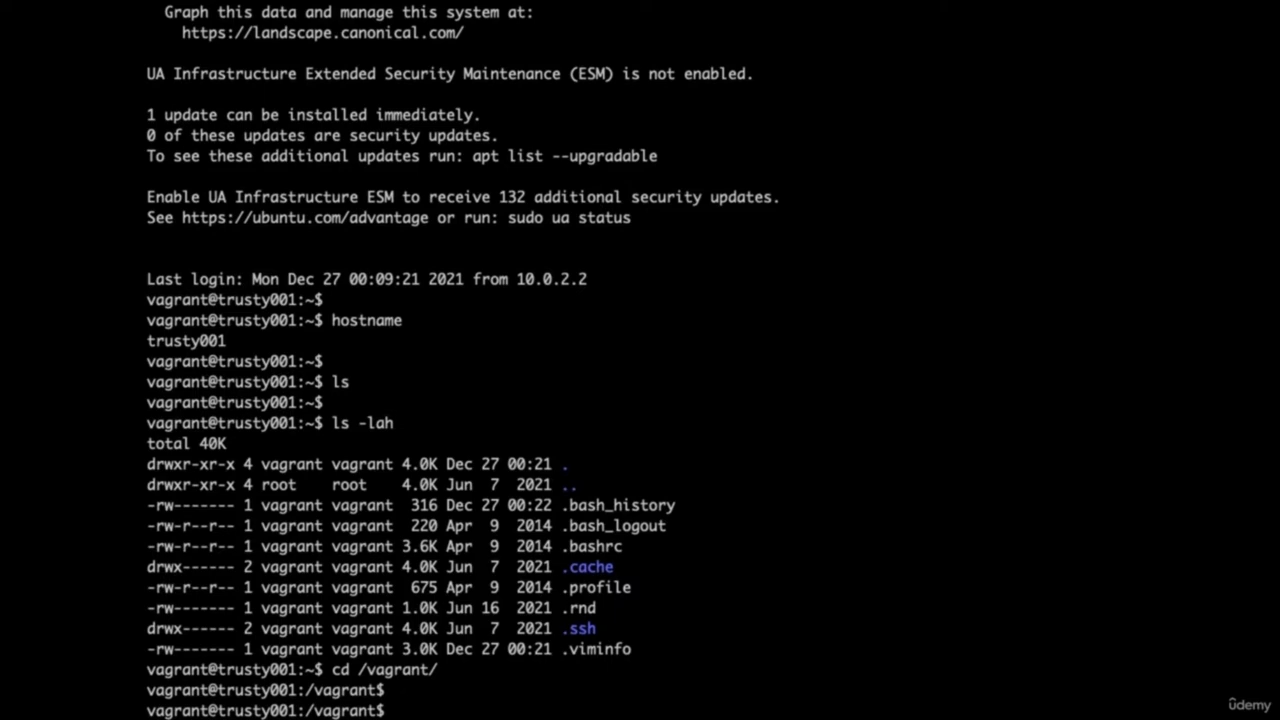 Graph this data and manage this system at:
https://landscape.canonical.com/
UA Infrastructure Extended Security Maintenance (ESM) is not enabled.
1 update can be installed immediately.
0 of these updates are security updates.
To see these additional updates run: apt list --upgradable
Enable UA Infrastructure ESM to receive 132 additional security updates.
See https://ubuntu.com/advantage or run: sudo ua status
Last login: Mon Dec 27 00:09:21 2021 from 10.0.2.2
vagrant@trusty001:~$
vagrant@trusty001:~$ hostname
trusty001
vagrant@trusty001:~$
vagrant@trusty001:~$ ls
vagrant@trusty001:~$
vagrant@trusty001:~$ ls -lah
total 40K
drwxr-xr-x 4 vagrant vagrant 4.0K Dec 27 00:21 .
drwxr-xr-x 4 root    root    4.0K Jun  7  2021 ..
-rw------- 1 vagrant vagrant  316 Dec 27 00:22 .bash_history
-rw-r--r-- 1 vagrant vagrant  220 Apr  9  2014 .bash_logout
-rw-r--r-- 1 vagrant vagrant 3.6K Apr  9  2014 .bashrc
drwx------ 2 vagrant vagrant 4.0K Jun  7  2021 .cache
-rw-r--r-- 1 vagrant vagrant  675 Apr  9  2014 .profile
-rw------- 1 vagrant vagrant 1.0K Jun 16  2021 .rnd
drwx------ 2 vagrant vagrant 4.0K Jun  7  2021 .ssh
-rw------- 1 vagrant vagrant 3.0K Dec 27 00:21 .viminfo
vagrant@trusty001:~$ cd /vagrant/
vagrant@trusty001:/vagrant$
vagrant@trusty001:/vagrant$
ûdemy